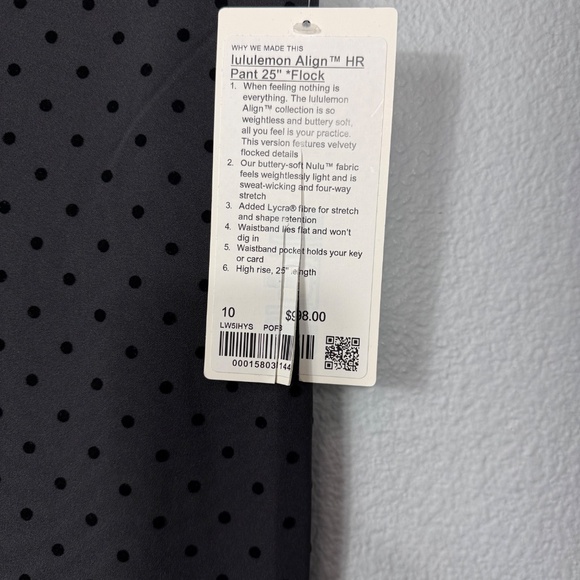 WHY WE MADE THIS
lululemon Align™ HR
Pant 25" *Flock
1. When feeling nothing is
everything. The lululemon
Align™ collection is so
weightless and buttery soft,
all you feel is your practice.
This version features velvety
flocked details
2. Our buttery-soft Nulu™ fabric
feels weightlessly light and is
sweat-wicking and four-way
stretch
3. Added Lycra® fibre for stretch
and shape retention
4. Waistband lies flat and won't
dig in
5. Waistband pocket holds your key
or card
6. High rise, 25" length
10 $98.00
LW5IHYS